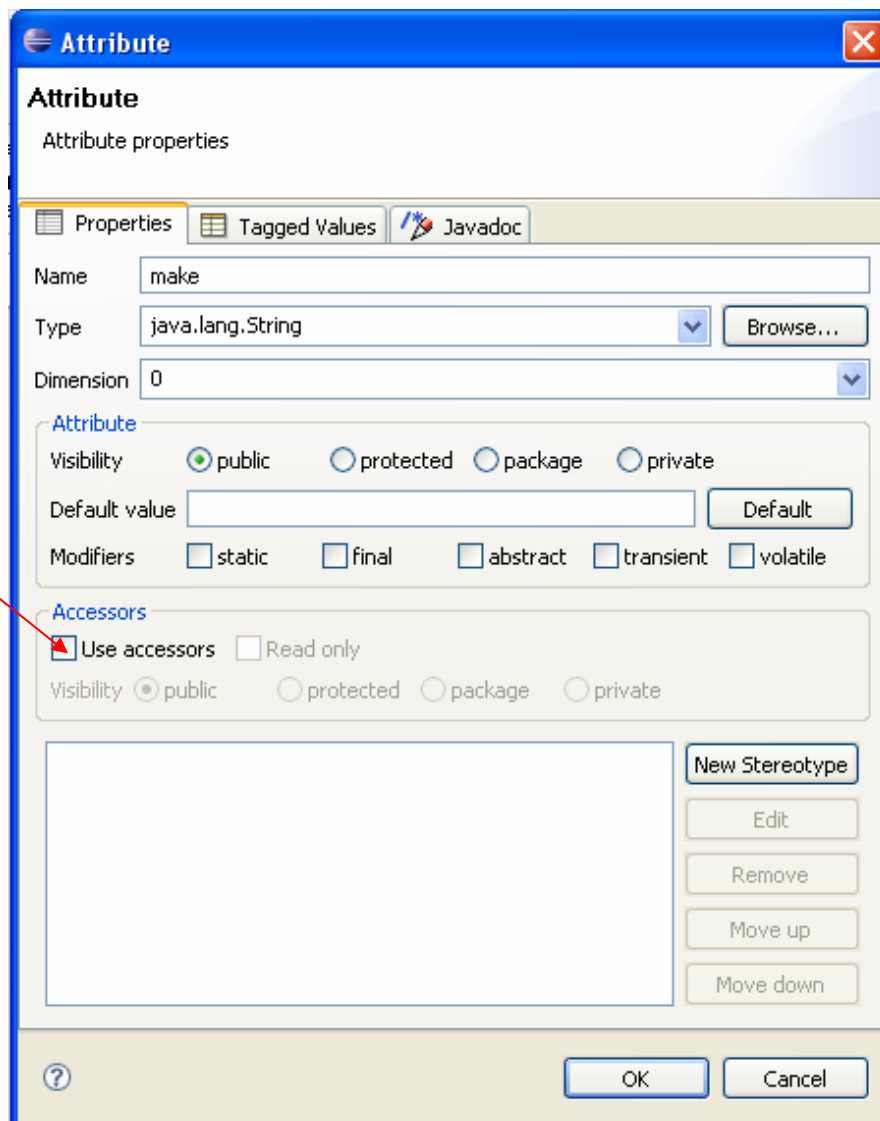 Attribute
Attribute
Attribute properties
Properties Tagged Values Javadoc
Name make
Type java.lang.String Browse...
Dimension 0
Attribute
Visibility public protected package private
Default value Default
Modifiers static final abstract transient volatile
Accessors
Use accessors Read only
Visibility public protected package private
New Stereotype
Edit
Remove
Move up
Move down
? OK Cancel